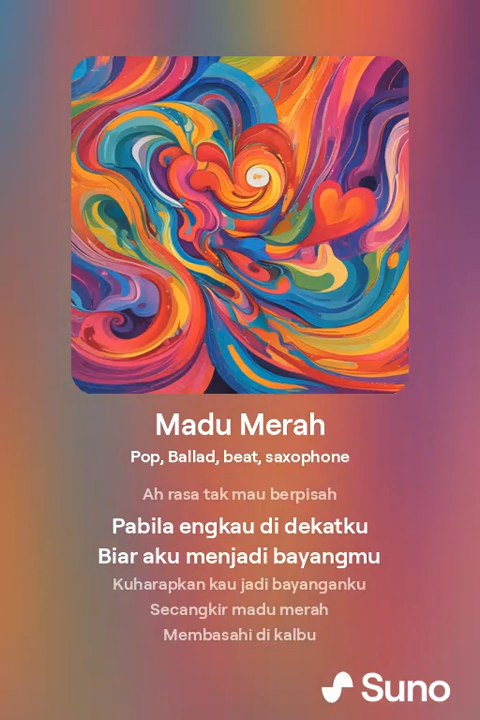 Madu Merah
Pop, Ballad, beat, saxophone
Ah rasa tak mau berpisah
Pabila engkau di dekatku
Biar aku menjadi bayangmu
Kuharapkan kau jadi bayanganku
Secangkir madu merah
Membasahi di kalbu
Suno